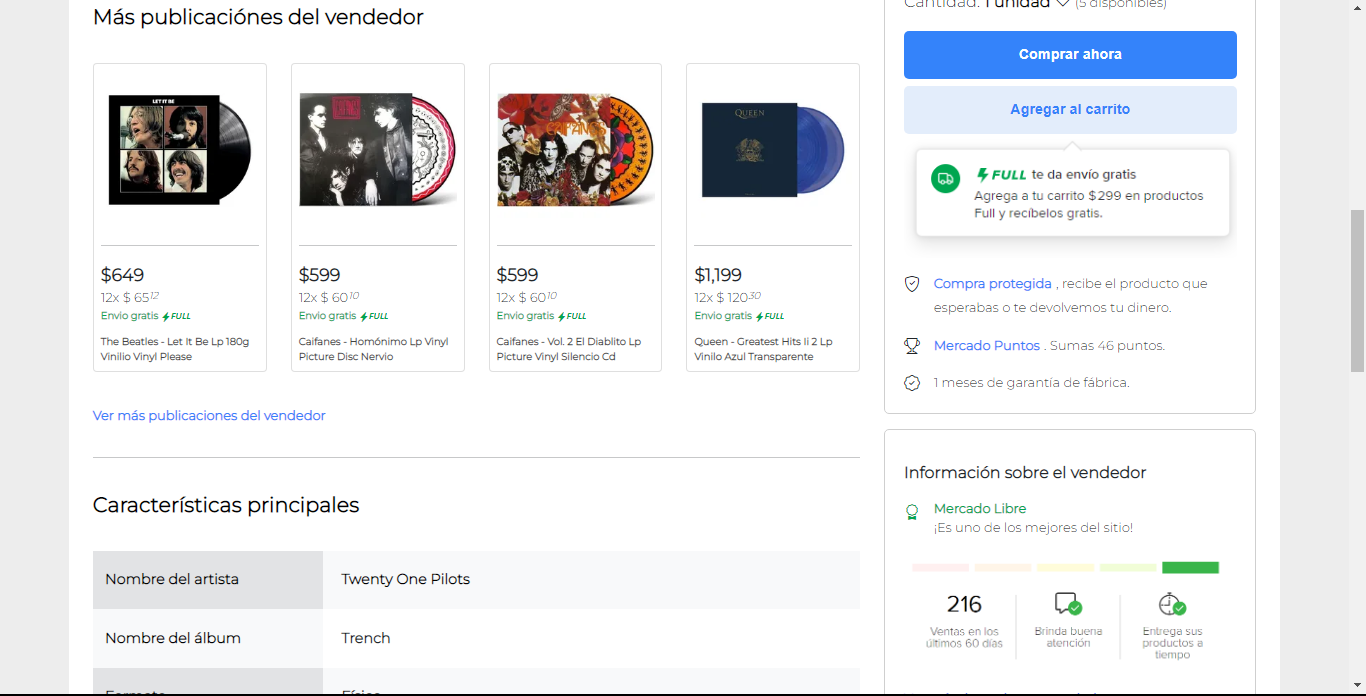 Más publicaciónes del vendedor
LET IT BE
CAIFANES
QUEEN
$649
12x $ 65 12
Envío gratis FULL
The Beatles - Let It Be Lp 180g
Vinilio Vinyl Please
$599
12x $ 60 10
Envío gratis FULL
Caifanes - Homónimo Lp Vinyl
Picture Disc Nervio
$599
12x $ 60 10
Envío gratis FULL
Caifanes - Vol. 2 El Diablito Lp
Picture Vinyl Silencio Cd
$1,199
12x $ 120 30
Envío gratis FULL
Queen - Greatest Hits Ii 2 Lp
Vinilo Azul Transparente
Ver más publicaciones del vendedor
Características principales
Nombre del artista Twenty One Pilots
Nombre del álbum Trench
Formato Físico
Cantidad: 1 unidad (5 disponibles)
Comprar ahora
Agregar al carrito
FULL te da envío gratis
Agrega a tu carrito $299 en productos
Full y recíbelos gratis.
Compra protegida , recibe el producto que
esperabas o te devolvemos tu dinero.
Mercado Puntos . Sumas 46 puntos.
1 meses de garantía de fábrica.
Información sobre el vendedor
Mercado Libre
¡Es uno de los mejores del sitio!
216
Ventas en los
últimos 60 días
Brinda buena
atención
Entrega sus
productos a
tiempo